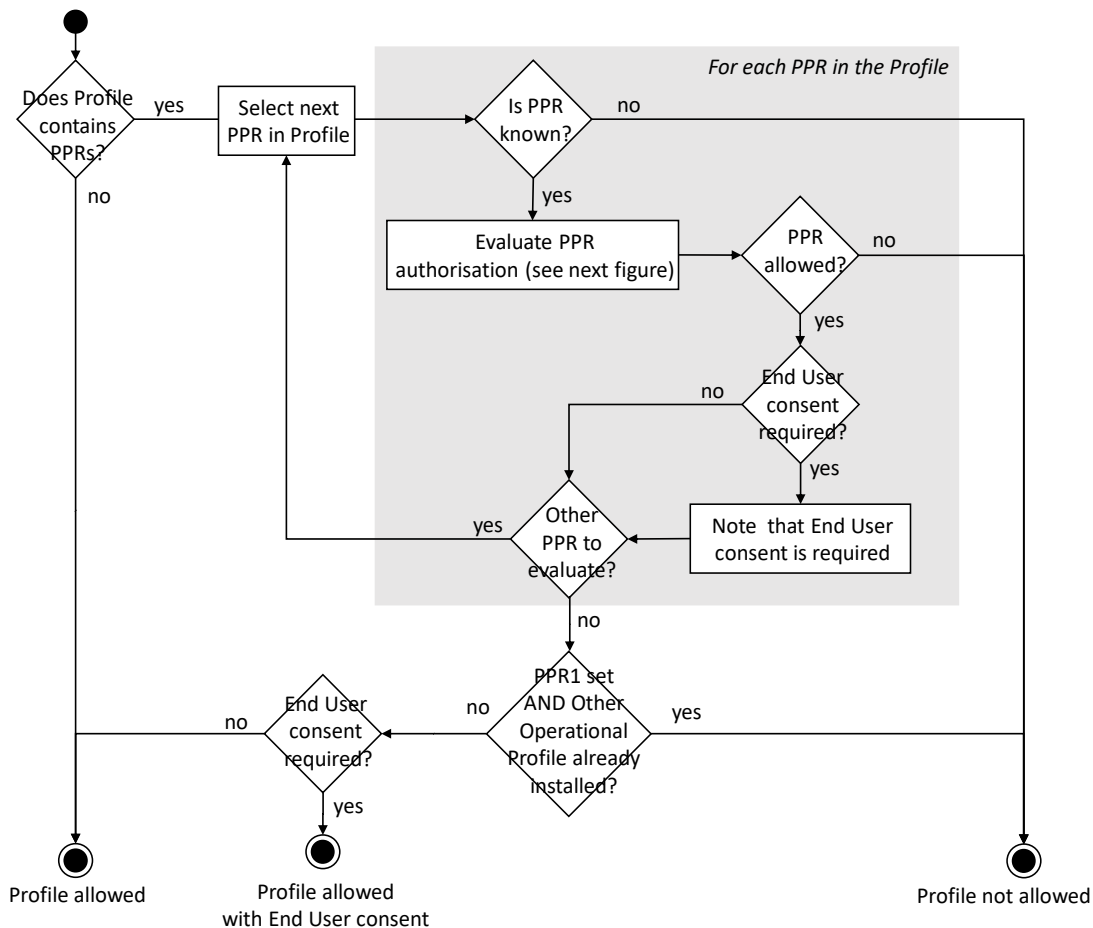 For each PPR in the Profile
Does Profile
contains
PPRs?
yes
no
Select next
PPR in Profile
Is PPR
known?
no
yes
Evaluate PPR
authorisation (see next figure)
PPR
allowed?
no
yes
End User
consent
required?
no
yes
Note that End User
consent is required
Other
PPR to
evaluate?
yes
no
PPR1 set
AND Other
Operational
Profile already
installed?
no
yes
End User
consent
required?
no
yes
Profile allowed
Profile allowed
with End User consent
Profile not allowed